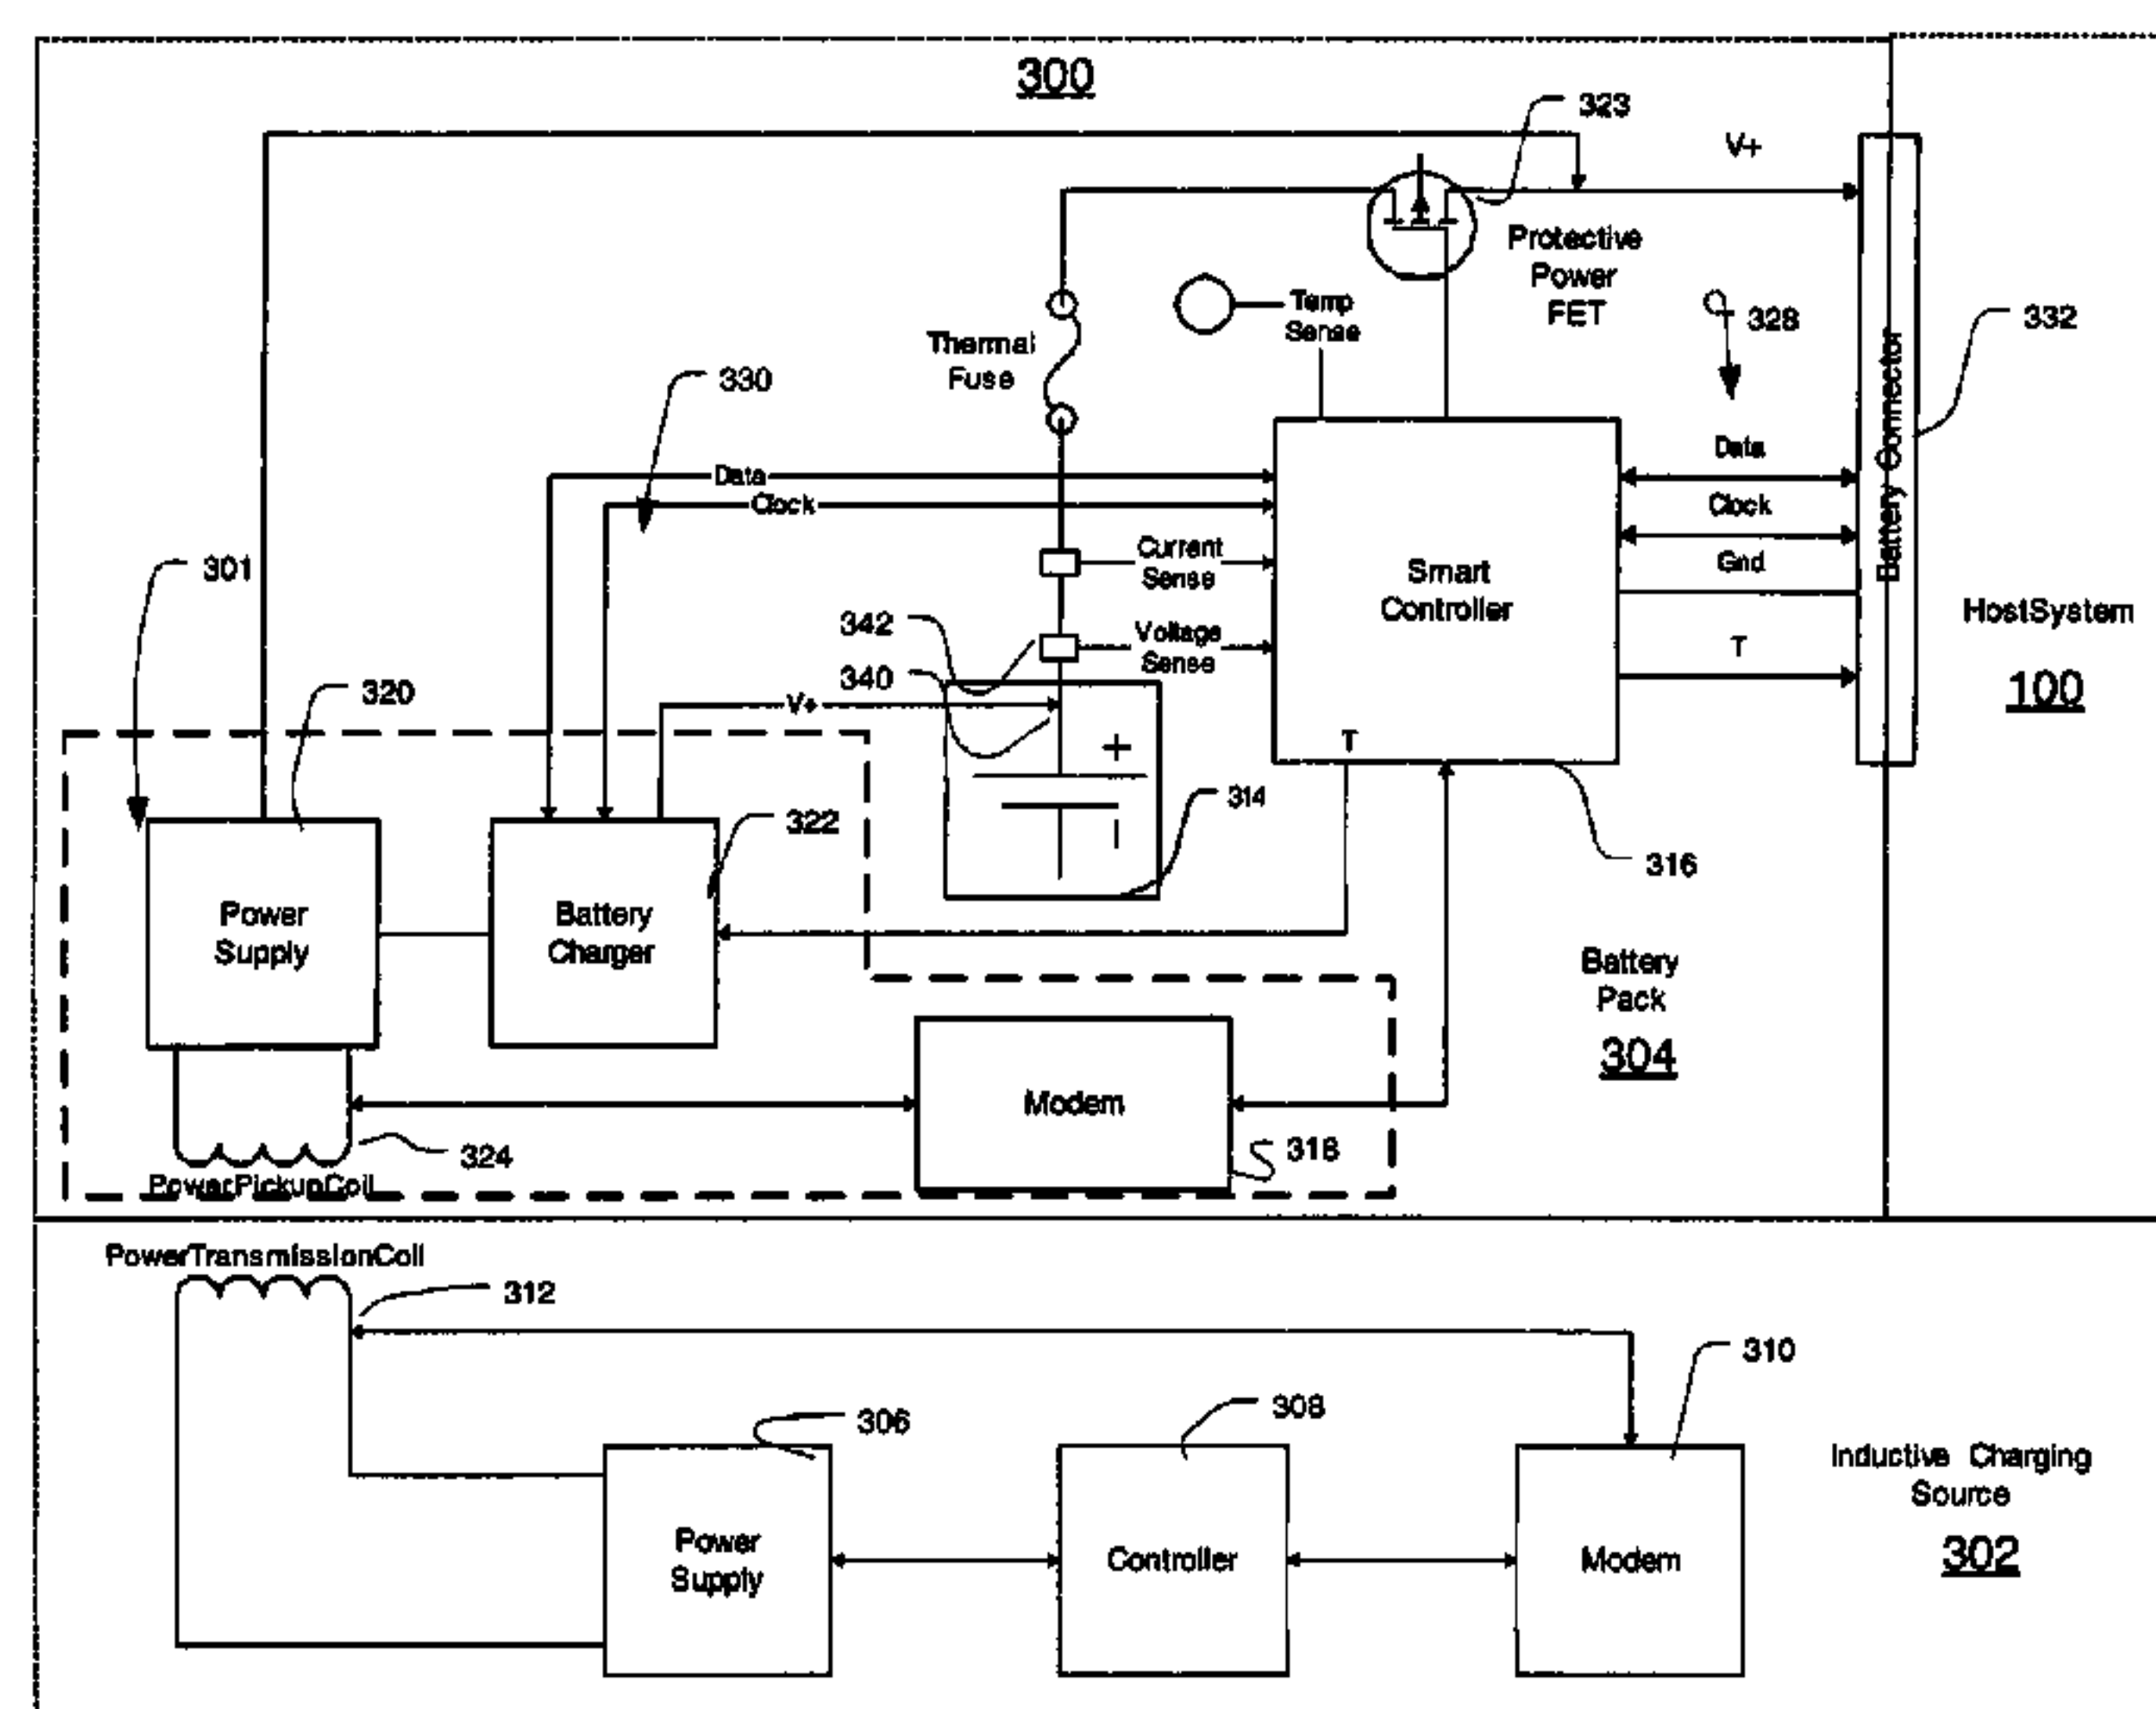 300
323
V+
Protective
Power
FET
Temp
Sense
328
332
Thermal
Fuse
330
Battery Connector
Data
Data
Clock
Clock
Current
Sense
Gnd
301
Smart
Controller
HostSystem
342
Voltage
Sense
T
340
320
V+
100
T
+
314
322
316
Power
Supply
Battery
Charger
Battery
Pack
304
Modem
324
318
PowerPickupCoil
PowerTransmissionCoil
312
310
308
306
Inductive Charging
Source
302
Power
Supply
Controller
Modem